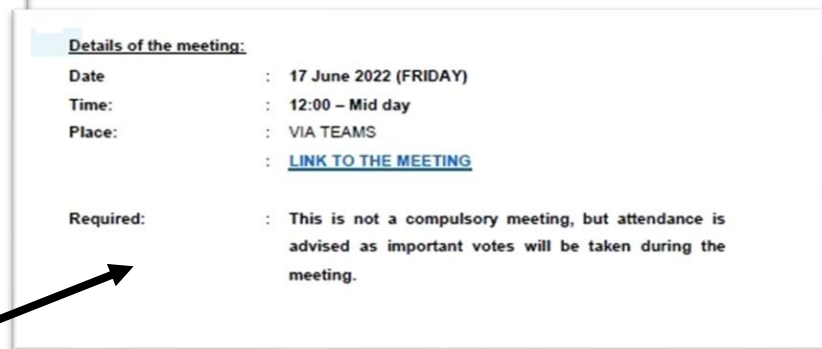 Details of the meeting:
Date : 17 June 2022 (FRIDAY)
Time: : 12:00 – Mid day
Place: : VIA TEAMS
: LINK TO THE MEETING
Required: : This is not a compulsory meeting, but attendance is
advised as important votes will be taken during the
meeting.